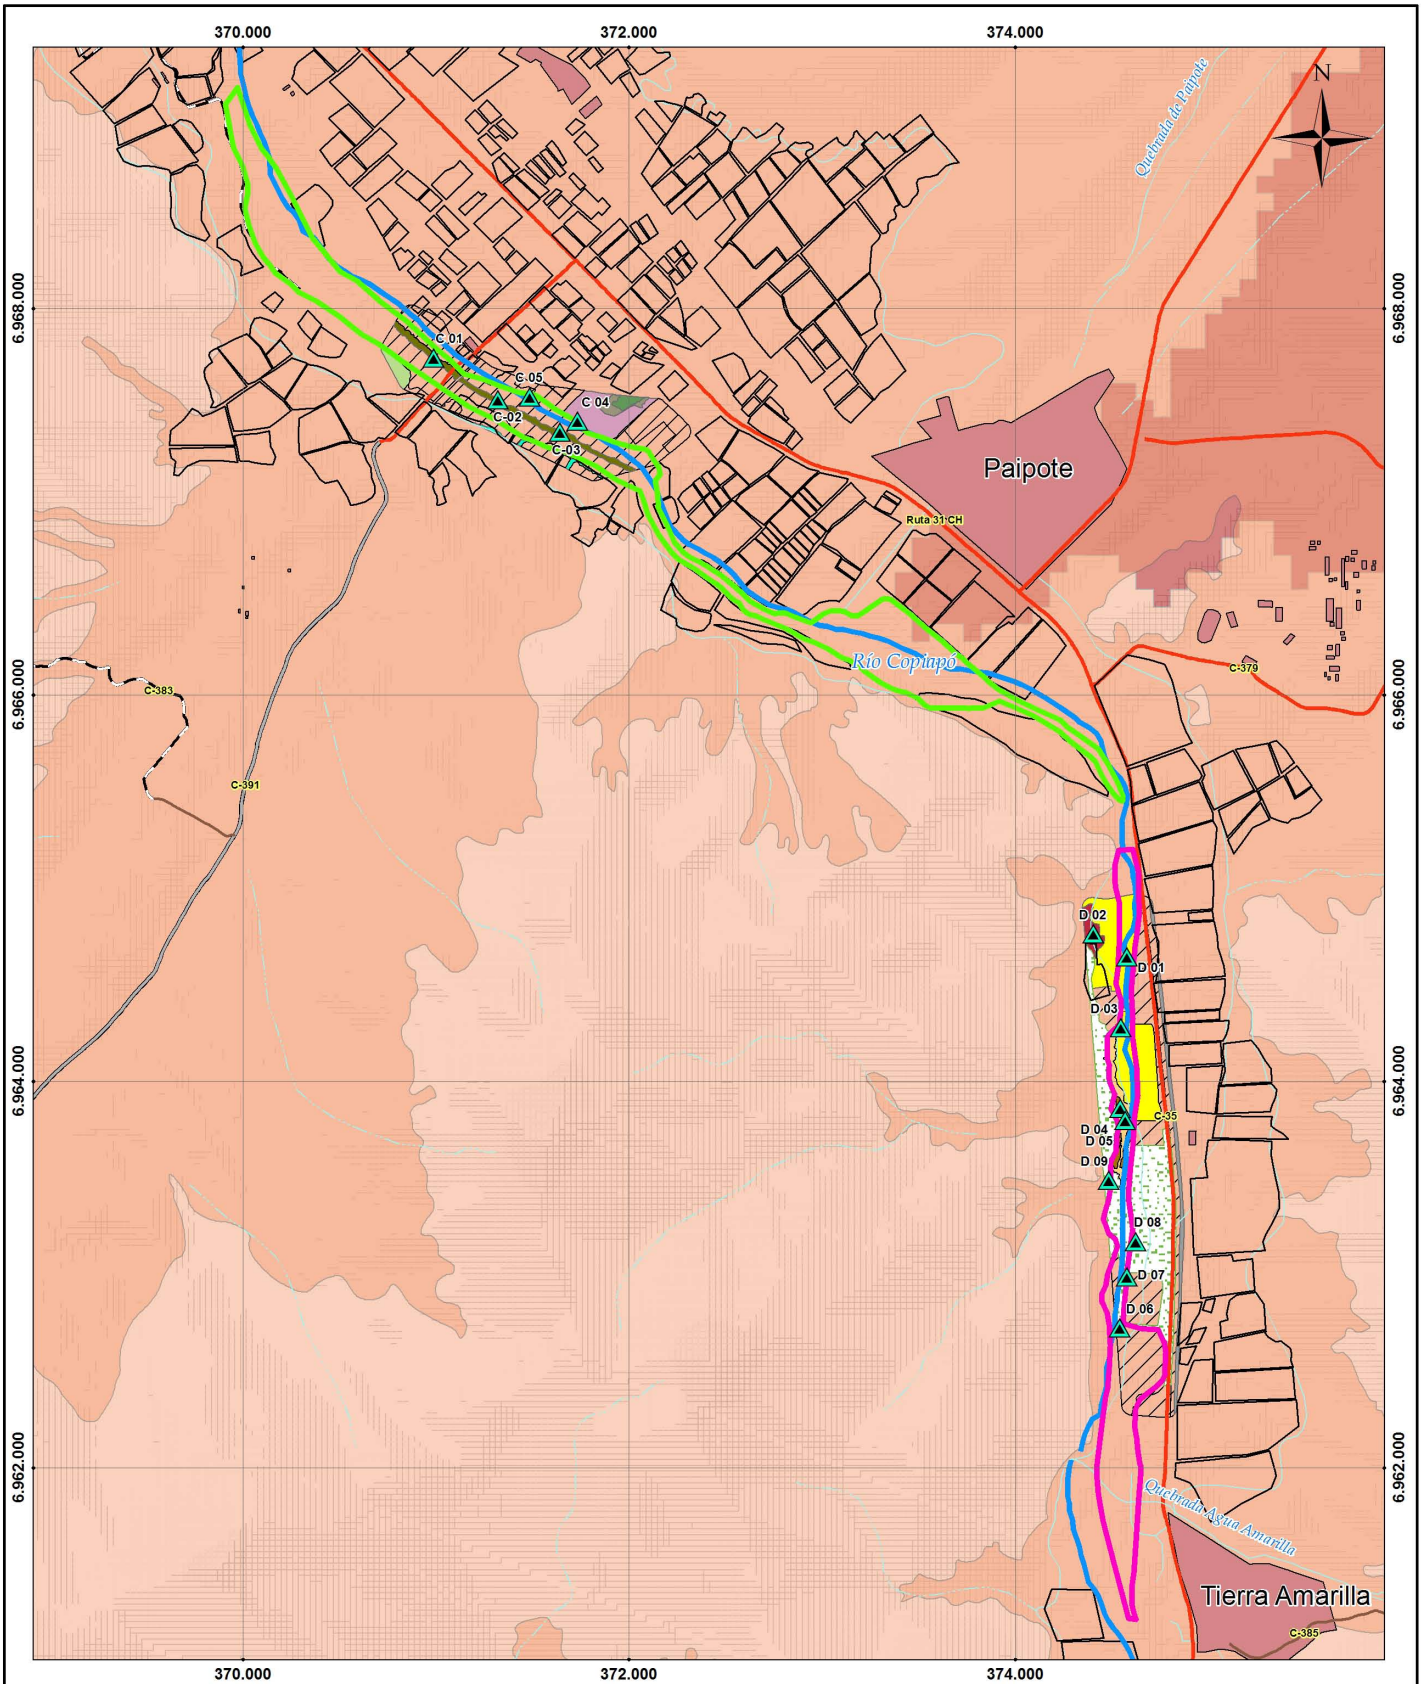 370.000
372.000
374.000
N
Quebrada de Paipote
6.968.000
6.968.000
C 01
C 05
C 04
C-02
C-03
Paipote
Ruta 31 CH
Río Copiapó
C-379
6.966.000
6.966.000
C-383
C-391
D 02
D 01
D 03
6.964.000
6.964.000
C-35
D 04
D 05
D 09
D 08
D 07
D 06
6.962.000
6.962.000
Quebrada Agua Amarilla
Tierra Amarilla
C-385
370.000
372.000
374.000